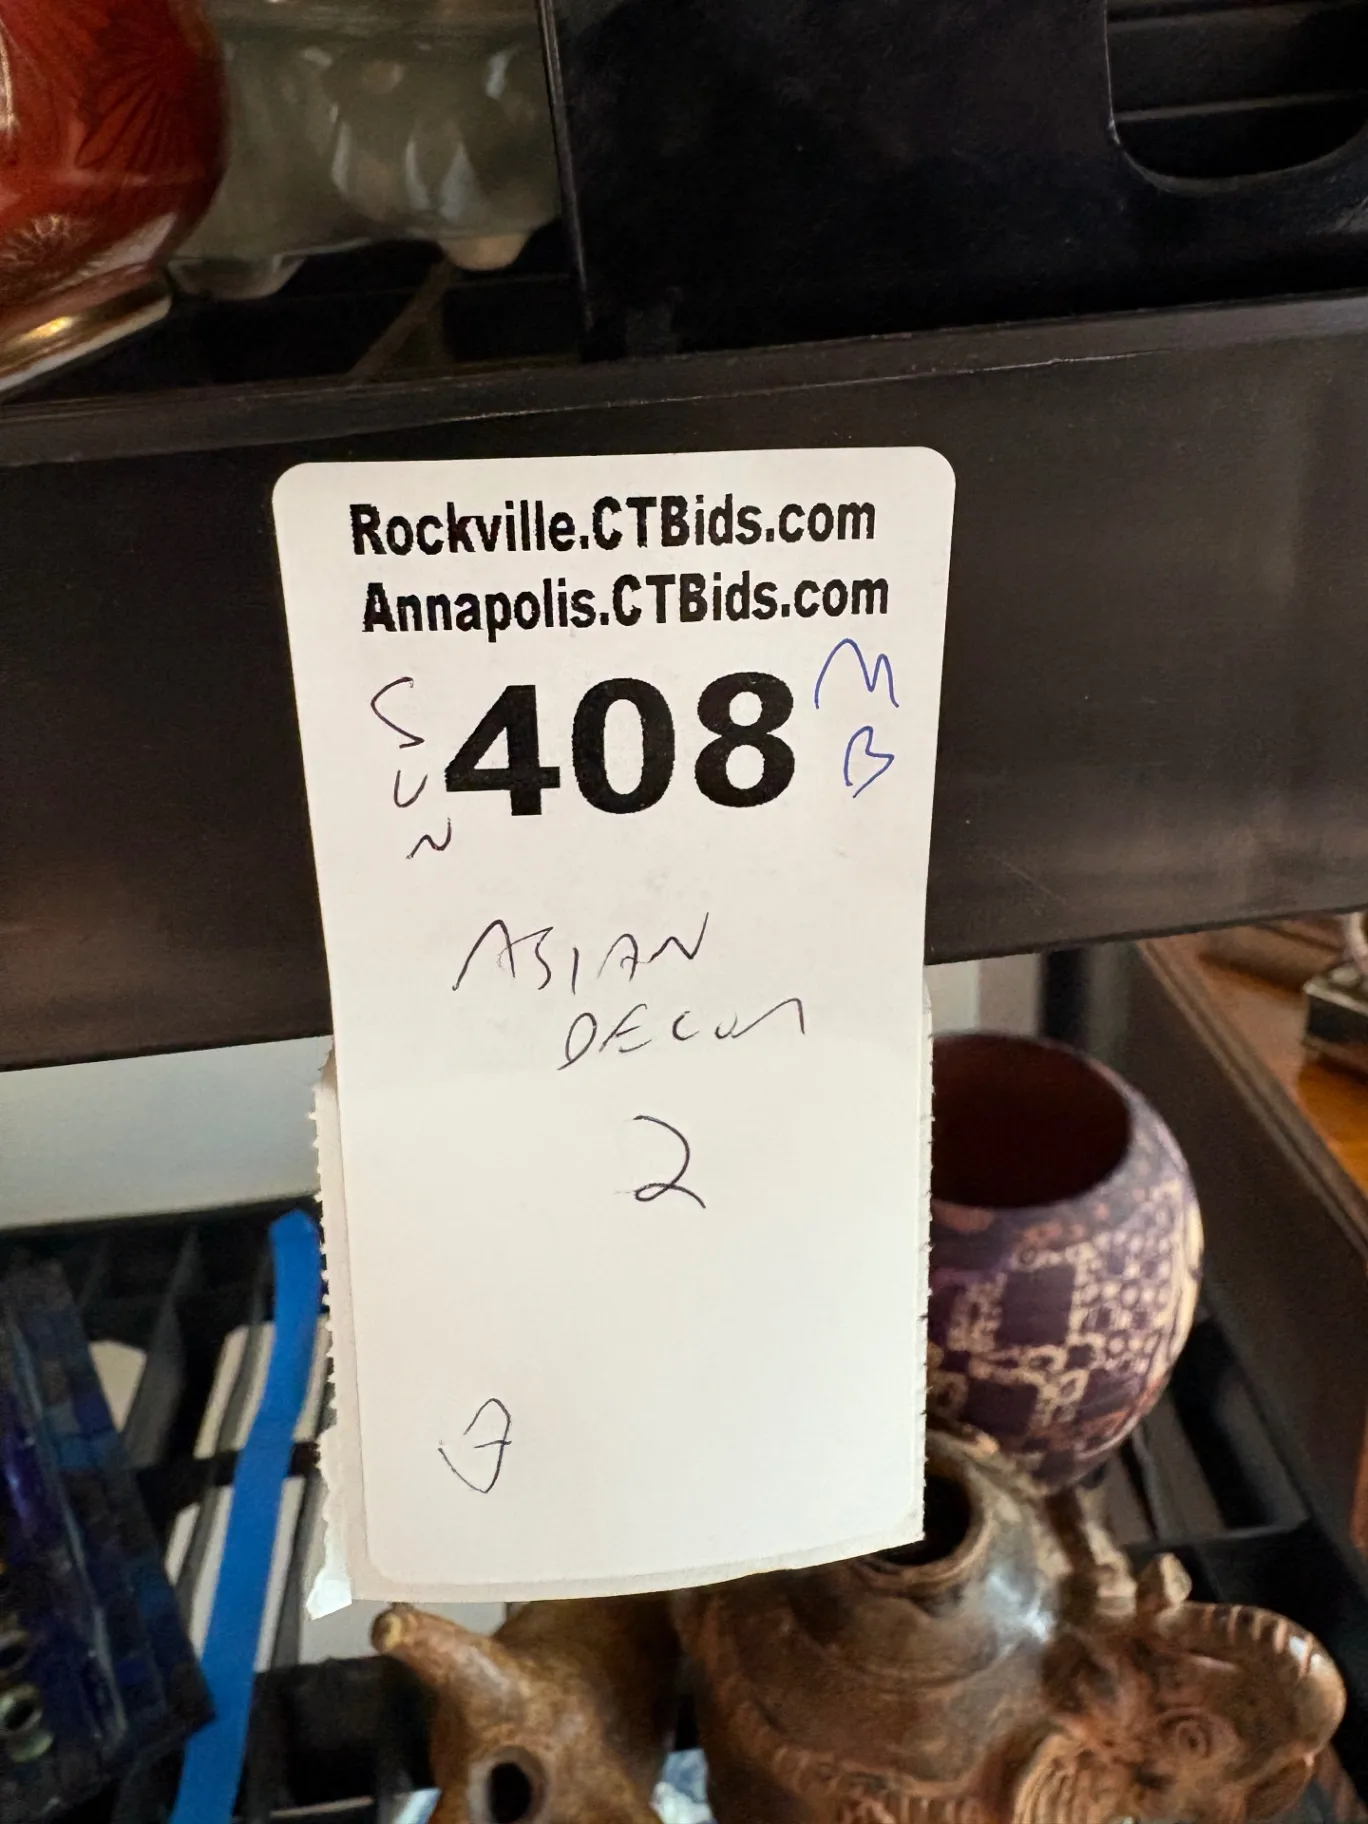 Rockville.CTBids.com
Annapolis.CTBids.com
SUN
408
MB
ASIAN
DECOR
2